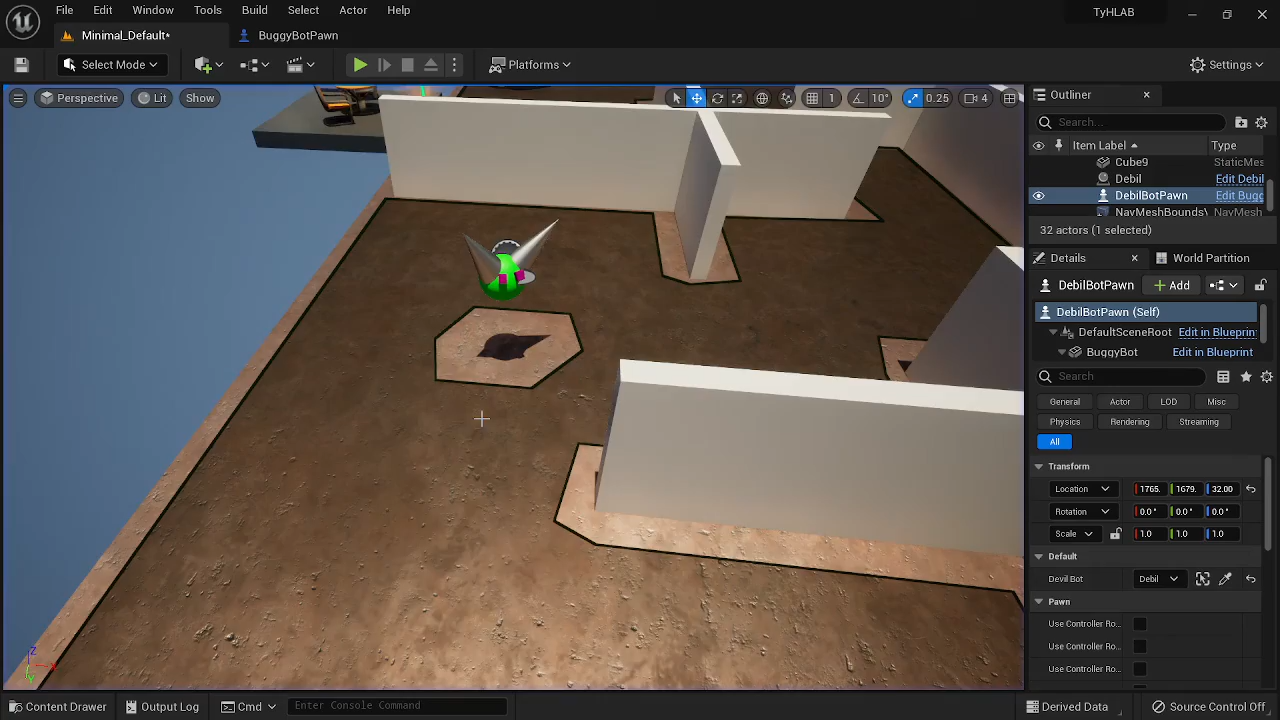 File Edit Window Tools Build Select Actor Help
TyHLAB
Minimal_Default*
BuggyBotPawn
Select Mode
Platforms
Settings
Perspective
Lit
Show
1
10°
0.25
4
Outliner
Search...
Item Label
Type
Cube9
StaticMes
Debil
Edit Debil
DebilBotPawn
Edit Bugg
NavMeshBounds\
NavMesh
32 actors (1 selected)
Details
World Partition
DebilBotPawn
Add
DebilBotPawn (Self)
DefaultSceneRoot
Edit in Blueprin
BuggyBot
Edit in Blueprint
Search
General
Actor
LOD
Misc
Physics
Rendering
Streaming
All
Transform
Location
1765.
1679.
32.00
Rotation
0.0°
0.0°
0.0°
Scale
1.0
1.0
1.0
Default
Devil Bot
Debil
Pawn
Use Controller Ro...
Use Controller Ro...
Use Controller Ro...
Z
X
Y
Content Drawer
Output Log
Cmd
Enter Console Command
Derived Data
Source Control Off